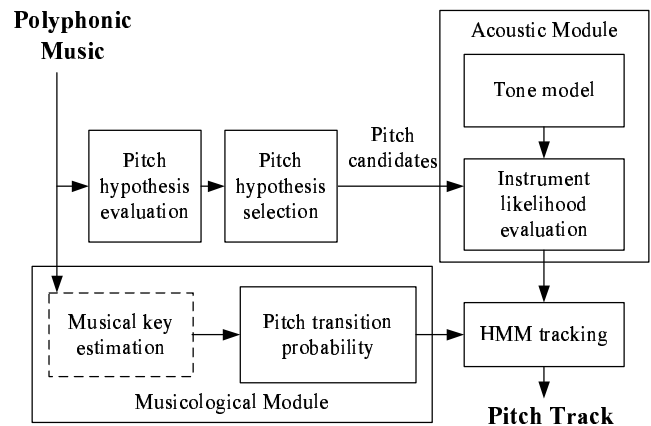 Polyphonic
Music
Acoustic Module
Tone model
Pitch
hypothesis
evaluation
Pitch
hypothesis
selection
Pitch
candidates
Instrument
likelihood
evaluation
Musical key
estimation
Pitch transition
probability
HMM tracking
Musicological Module
Pitch Track